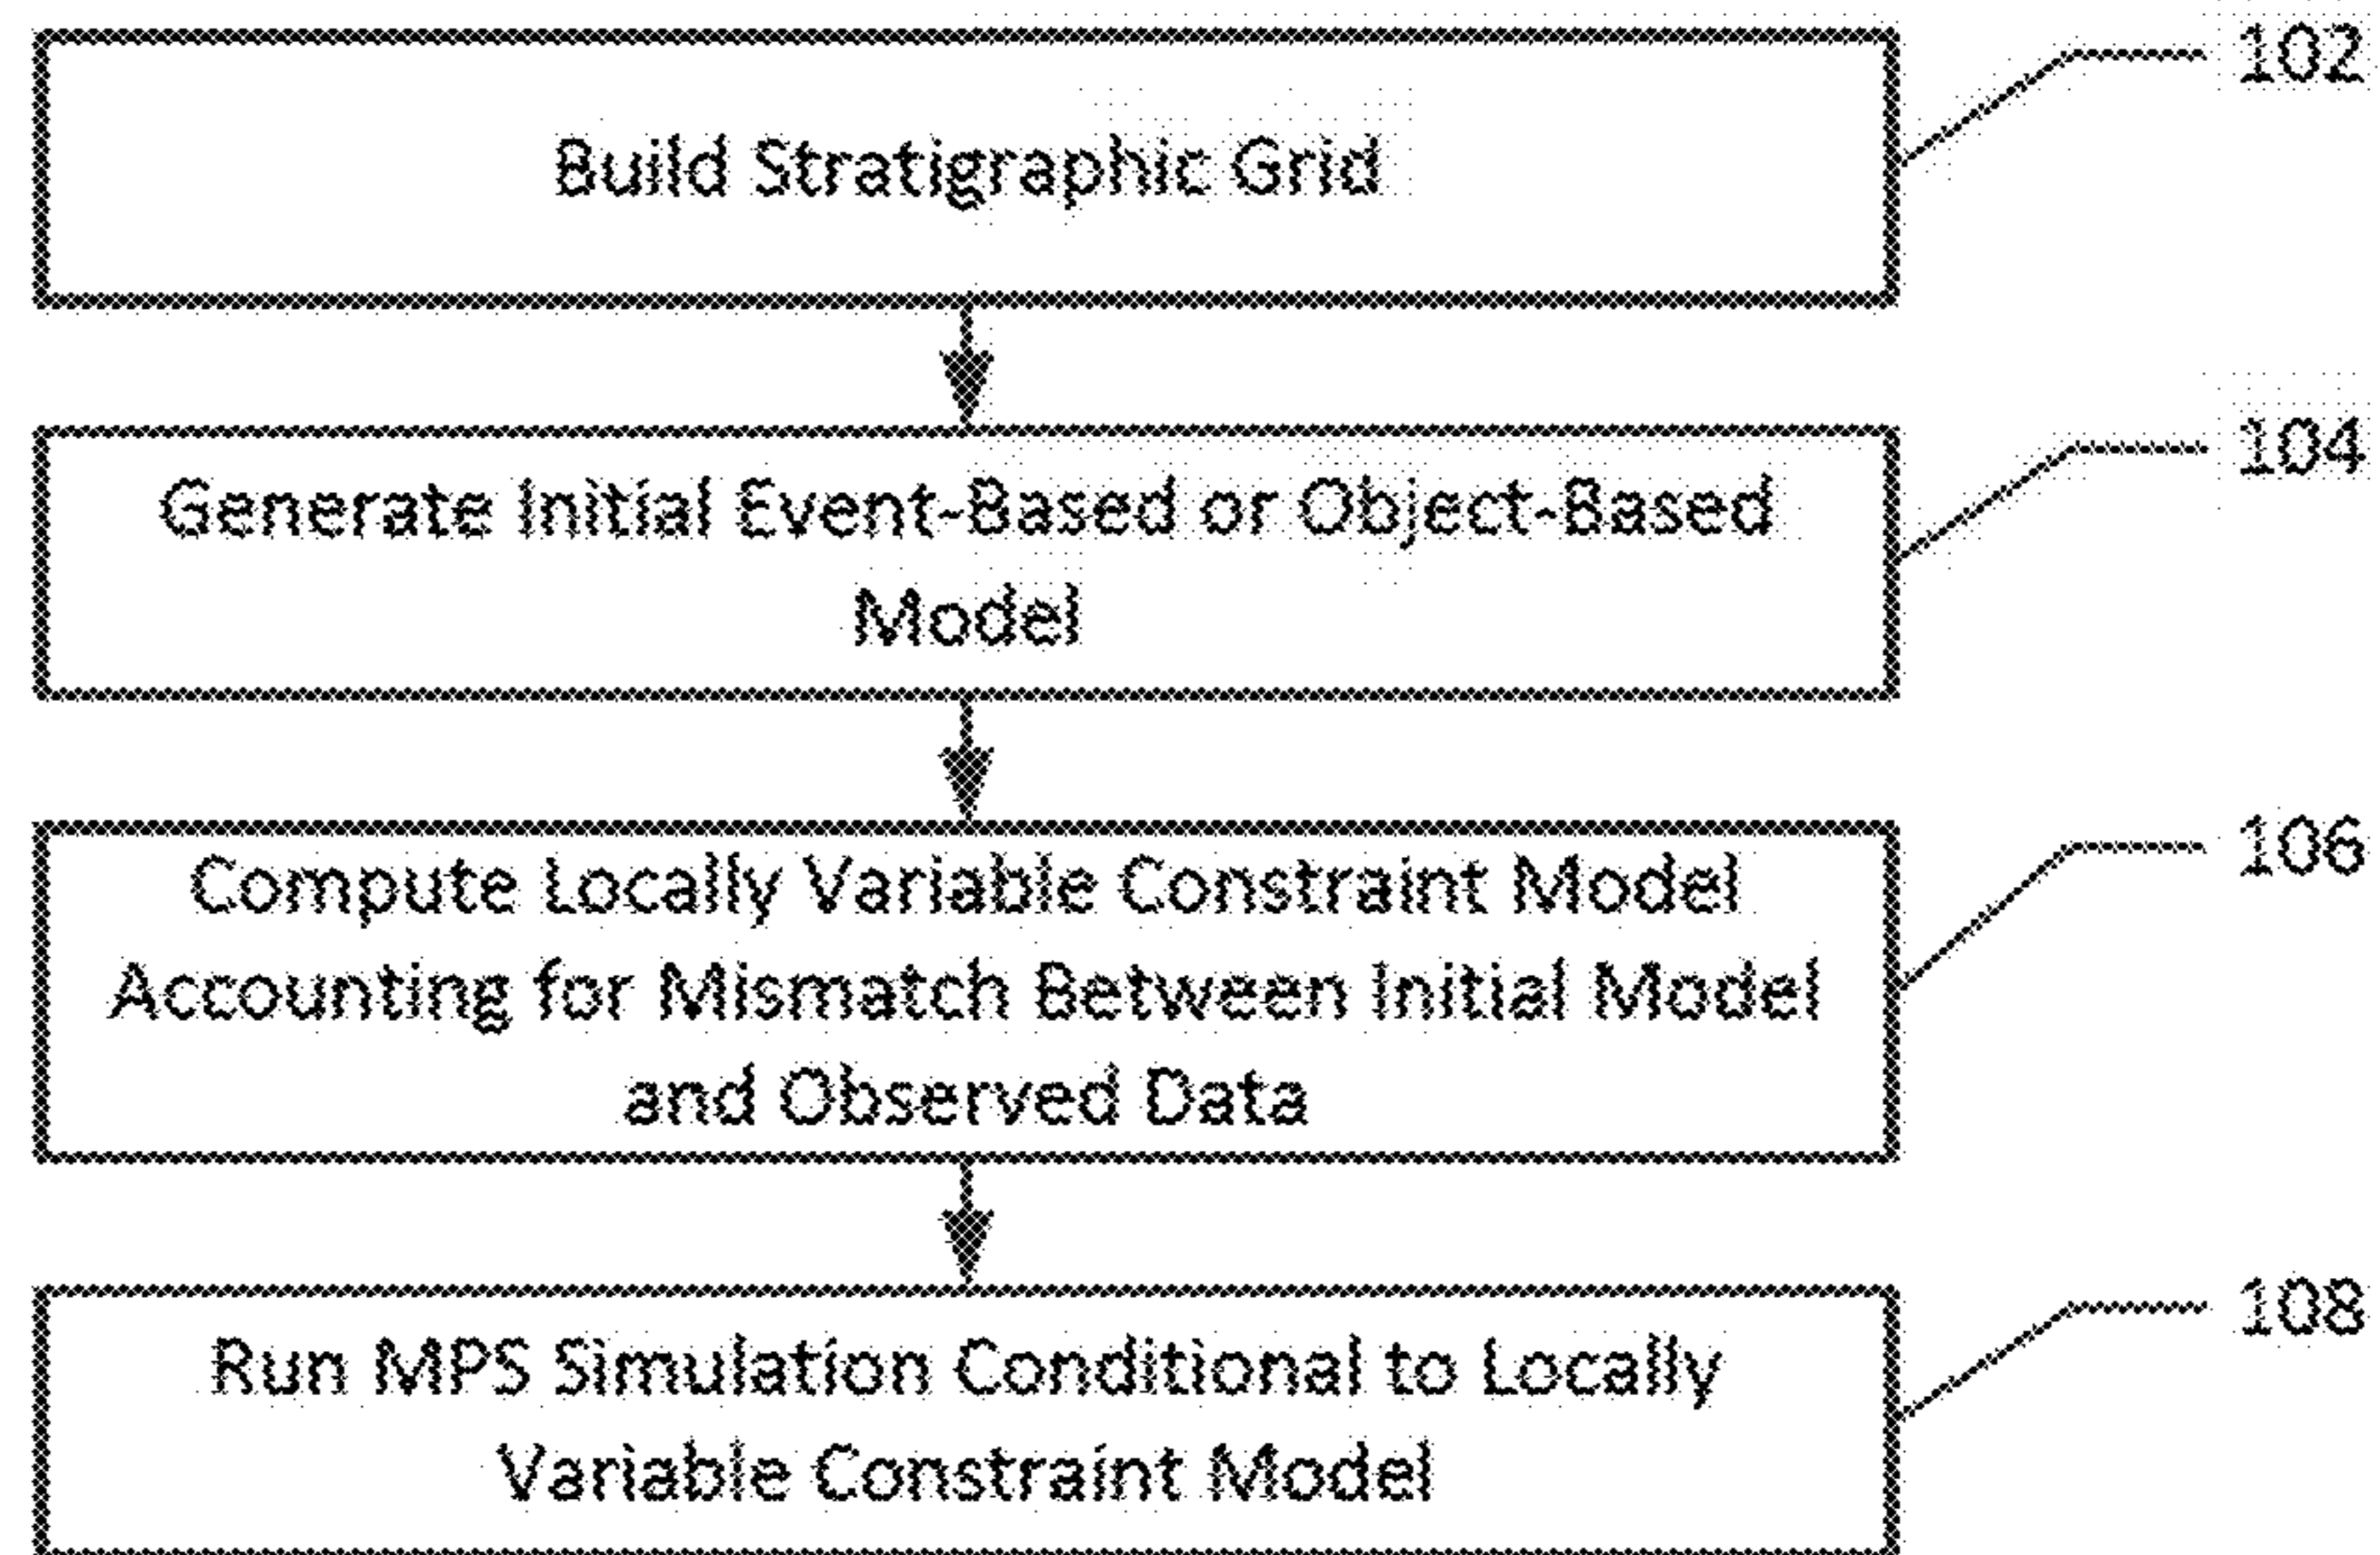 102
Build Stratigraphic Grid
104
Generate Initial Event-Based or Object-Based
Model
106
Compute Locally Variable Constraint Model
Accounting for Mismatch Between Initial Model
and Observed Data
108
Run MPS Simulation Conditional to Locally
Variable Constraint Model